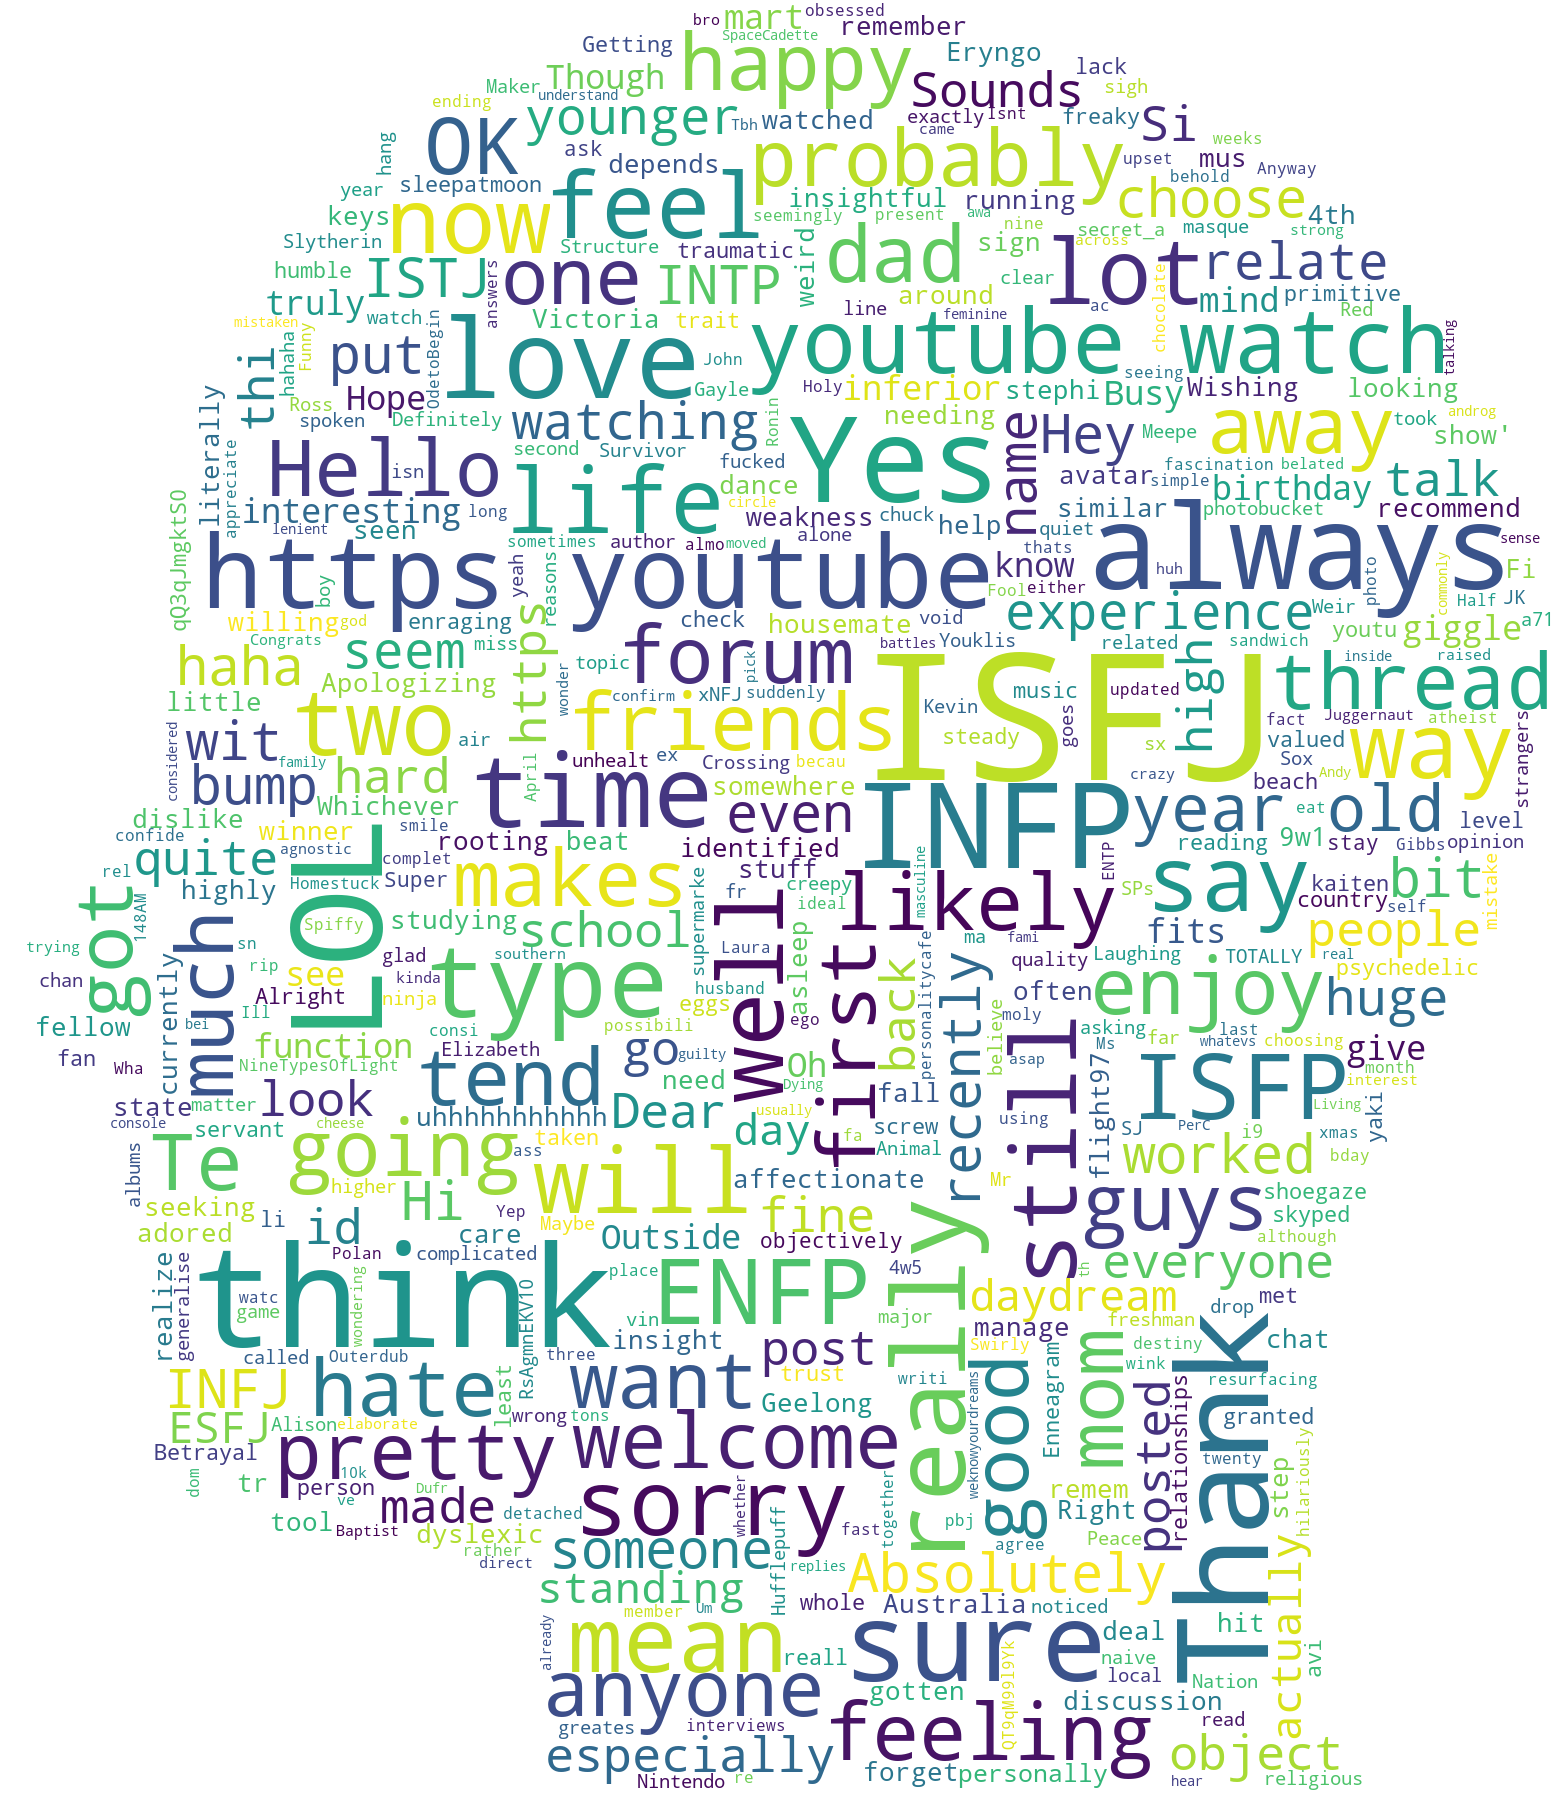 bro mart obsessed
SpaceCadette remember
Getting happy Eryngo
Though Sounds lack
Maker sigh
ending understand
younger Tbh watched exactly Isnt freaky Si
OK came weeks
hang ask probably upset mus Anyway
depends behold
year sleepatmoon feel insightful running choose
keys now seemingly present awa nine secret_a masque 4th strong
Slytherin Structure traumatic weird dad sign lot across relate
humble ISTJ one INTP clear
truly answers around mind primitive
mistaken watch Victoria trait line feminine ac chocolate Red
thi hahaha Funny put OdetoBegin love John youtube watch talking
Ross Hope Gayle Holy inferior stephi Busy seeing Wishing looking
spoken Definitely needing took androg
literally watching Ronin name Hey Meepe away show'
Hello isn second Survivor fucked Yes
appreciate life dance avatar fascination belated talk
interesting long circle weakness chuck help similar simple birthday recommend
qQ3qJmgktSO lenient seen quiet photobucket
sometimes author almo moved alone thats always sense
https youtube know huh photo commonly Fi
boy yeah reasons Fool either Half JK
willing god enraging check void experience Weir a71
Congrats miss https housemate battles Youklis related sandwich youtu giggle
haha seem topic forum ISFJ high inside raised
little Apologizing wonder confirm xNFJ pick suddenly music updated thread
two friends Kevin goes fact Juggernaut atheist
considered wit air steady sx valued way strangers
family time unhealt ex Crossing becau crazy Sox Andy
bump hard April somewhere INFP year beach eat old
Whichever even level
dislike winner smile rooting beat identified ENTP reading 9w1 stay Gibbs opinion
confide agnostic complet makes stuff masculine say mistake
rel quite LOL Super fr creepy likely SPs kaiten bit
highly Homestuck supermarke ideal country self
got 148AM much Spiffy studying school well first fits people
trying sn glad southern Laura ma fami Laughing TOTALLY real
chan rip see kinda type husband asleep back personalitycafe quality psychedelic
Alright ninja eggs recently often enjoy huge
fellow currently Ill consi possibili ego moly still asking far last
fan bei function Elizabeth go guilty Oh believe Ms whatevs choosing give
Wha NineTypesOfLight tend need Dying asap ISFP month
state matter look usually fall using flight97 interest
console servant uhhhhhhhhhhh Dear day fa screw SJ PerC i9 Living xmas yaki
cheese taken Animal worked bday
albums Te going ass affectionate Mr
seeking higher Hi will fine guys shoegaze
adored li id Yep Maybe skyped
care Outside objectively really although
realize generalise Polan complicated everyone
think place ENFP 4w5 th
watc daydream met
game wondering RsAgmnEKV10 vin major freshman drop
insight manage destiny chat
called Outerdub three post Swirly mom wink Thank
INFJ hate least want trust writi good resurfacing
ESFJ Alison elaborate wrong tons Geelong weknowyourdreams Enneagram posted relationships granted
Betrayal pretty welcome twenty hilariously
dom tr 10k Dufr step
person ve made detached sorry whether together pbj remem
tool Baptist dyslexic fast Right
rather direct someone replies agree Peace actually
Hufflepuff Absolutely
standing whole Australia noticed
member Um hit
already mean reall sure deal avi
naive
anyone gotten QT9qM99l9Yk local Nation
discussion
greates interviews feeling read
especially object
forget personally
Nintendo re hear religious